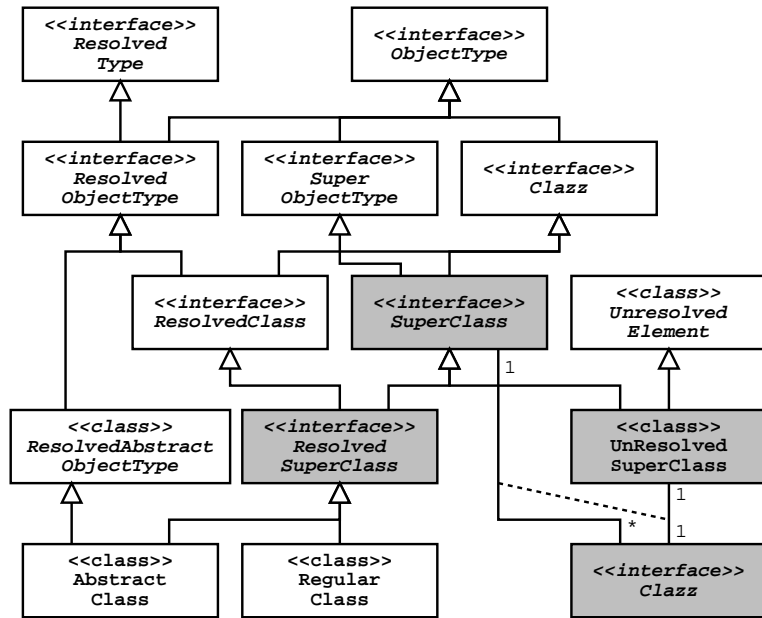 <<interface>>
Resolved
Type
<<interface>>
ObjectType
<<interface>>
Resolved
ObjectType
<<interface>>
Super
ObjectType
<<interface>>
Clazz
<<interface>>
ResolvedClass
<<interface>>
SuperClass
<<class>>
Unresolved
Element
1
<<class>>
ResolvedAbstract
ObjectType
<<interface>>
Resolved
SuperClass
<<class>>
UnResolved
SuperClass
1
*
1
<<class>>
Abstract
Class
<<class>>
Regular
Class
<<interface>>
Clazz